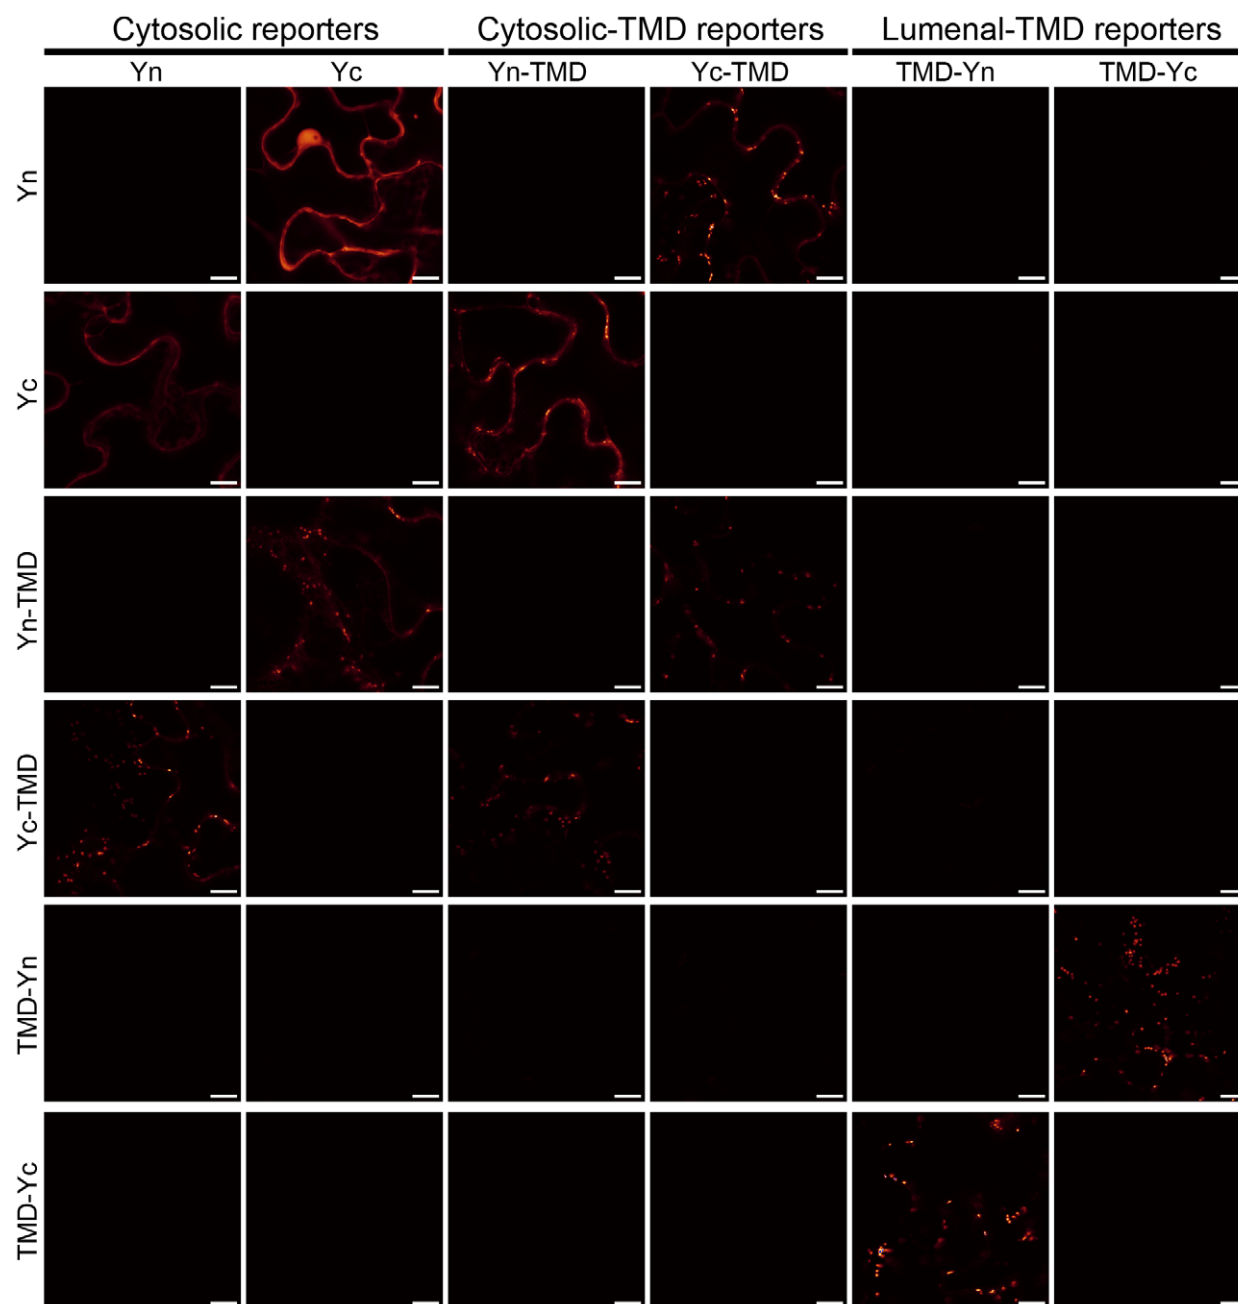 Cytosolic reporters Cytosolic-TMD reporters Lumenal-TMD reporters
Yn Yc Yn-TMD Yc-TMD TMD-Yn TMD-Yc
Yn
Yc
Yn-TMD
Yc-TMD
TMD-Yn
TMD-Yc